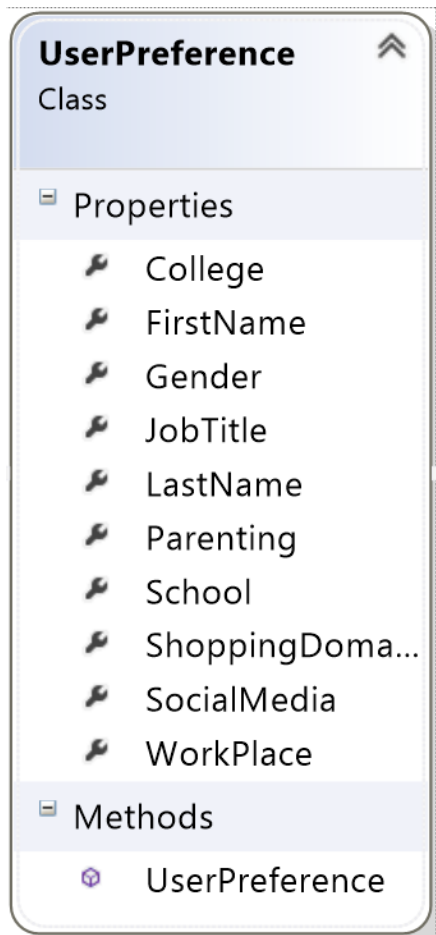 UserPreference
Class
Properties
College
FirstName
Gender
JobTitle
LastName
Parenting
School
ShoppingDoma...
SocialMedia
WorkPlace
Methods
UserPreference